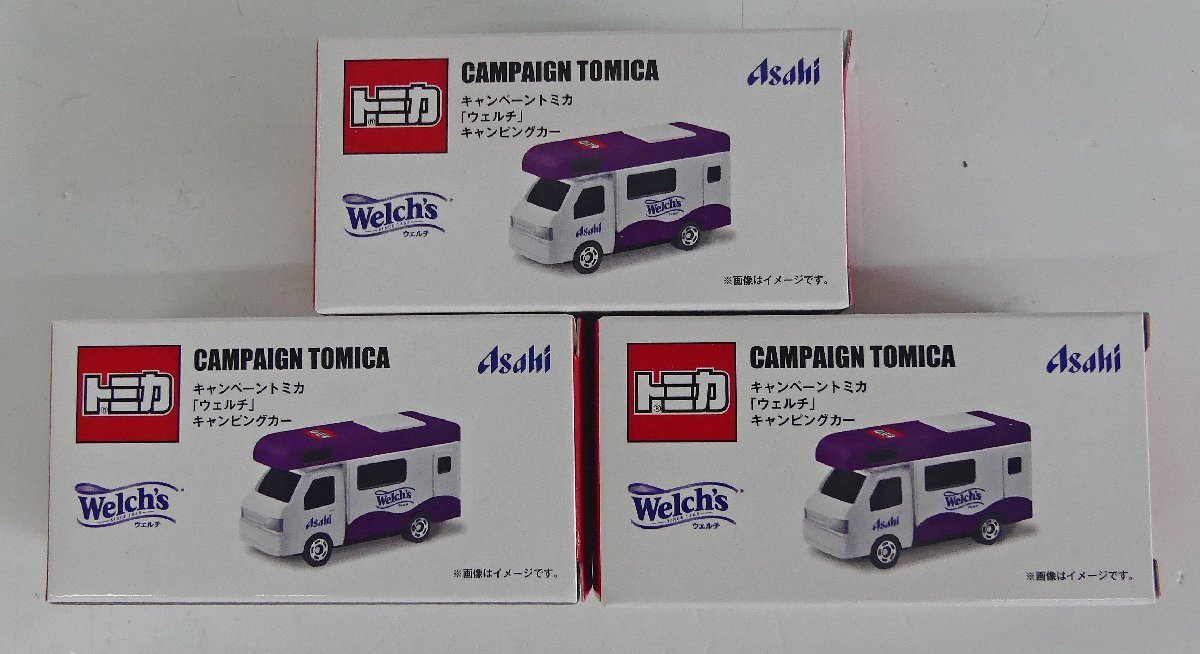 CAMPAIGN TOMICA
Asahi
トミカ®
キャンペーントミカ
「ウェルチ」
キャンピングカー
Welch's
SINCE 1869
ウェルチ
Welch's
Asahi
※画像はイメージです。
CAMPAIGN TOMICA
Asahi
トミカ®
キャンペーントミカ
「ウェルチ」
キャンピングカー
Welch's
SINCE 1869
ウェルチ
Welch's
Asahi
※画像はイメージです。
CAMPAIGN TOMICA
Asahi
トミカ®
キャンペーントミカ
「ウェルチ」
キャンピングカー
Welch's
SINCE 1869
ウェルチ
Welch's
Asahi
※画像はイメージです。